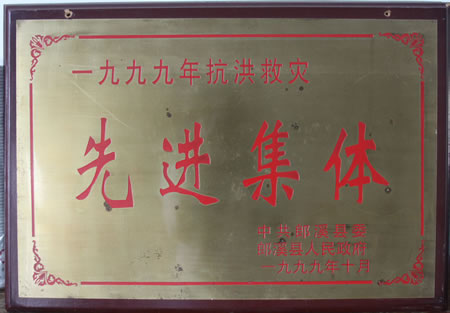 一九九九年抗洪救灾
先进集体
中共郎溪县委
郎溪县人民政府
一九九九年十月